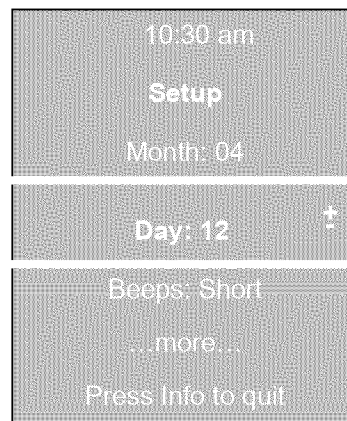 10:30 am
Setup
Month: 04
Day: 12 ±
Beeps: Short
...more...
Press Info to quit